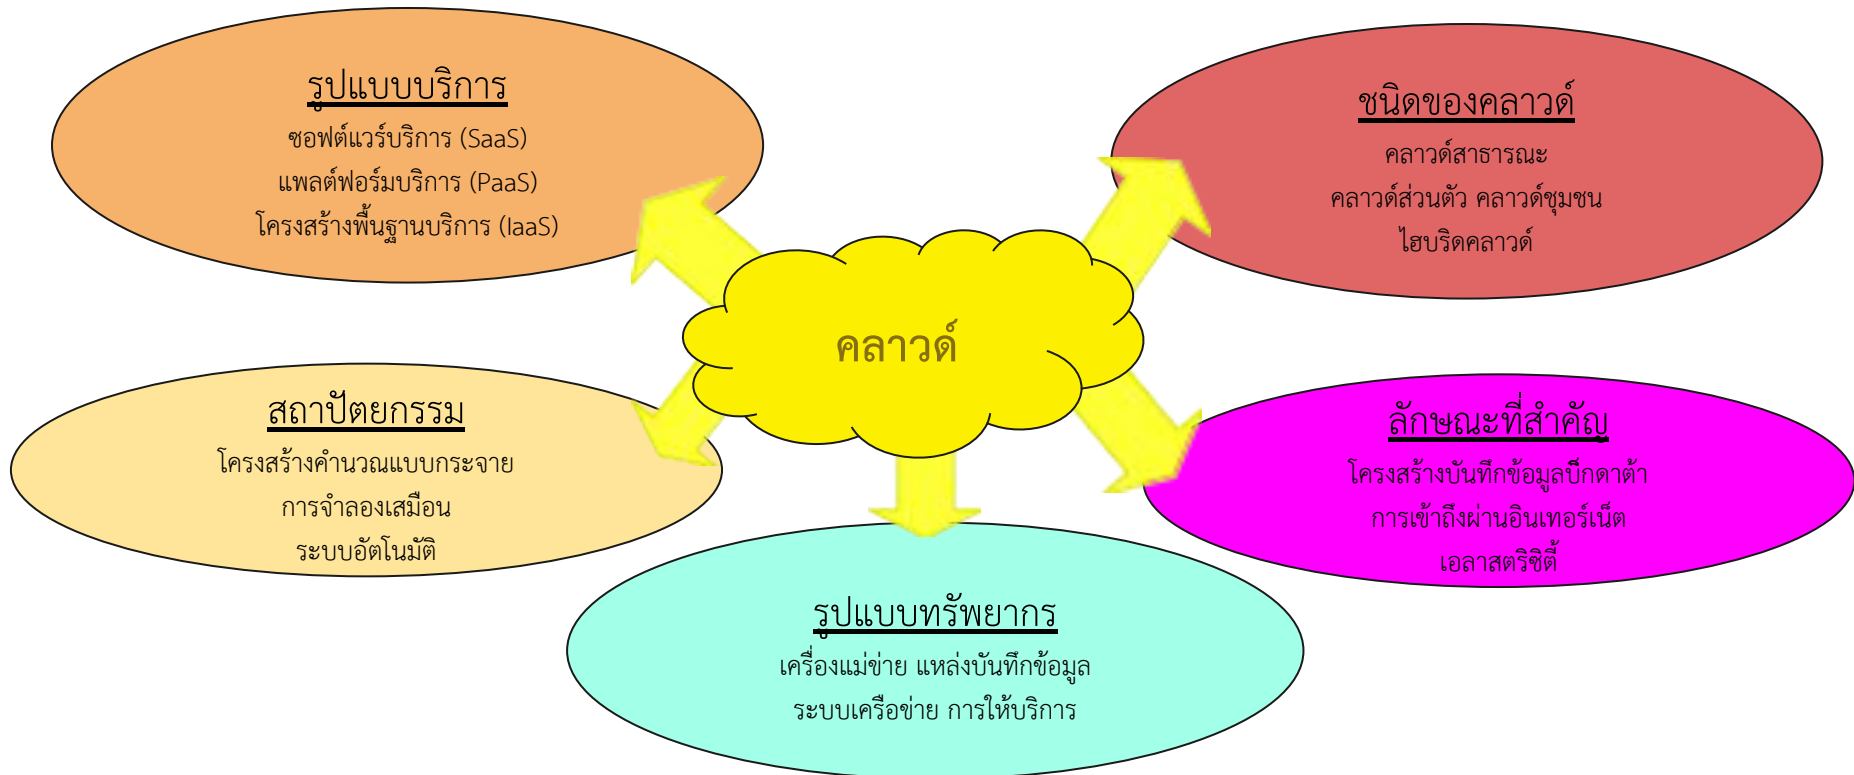 รูปแบบบริการ
ซอฟต์แวร์บริการ (SaaS)
แพลต์ฟอร์มบริการ (PaaS)
โครงสร้างพื้นฐานบริการ (IaaS)
ชนิดของคลาวด์
คลาวด์สาธารณะ
คลาวด์ส่วนตัว คลาวด์ชุมชน
ไฮบริดคลาวด์
คลาวด์
สถาปัตยกรรม
โครงสร้างคำนวณแบบกระจาย
การจำลองเสมือน
ระบบอัตโนมัติ
ลักษณะที่สำคัญ
โครงสร้างบันทึกข้อมูลบิ๊กดาต้า
การเข้าถึงผ่านอินเทอร์เน็ต
เอลาสตริซิตี้
รูปแบบทรัพยากร
เครื่องแม่ข่าย แหล่งบันทึกข้อมูล
ระบบเครือข่าย การให้บริการ